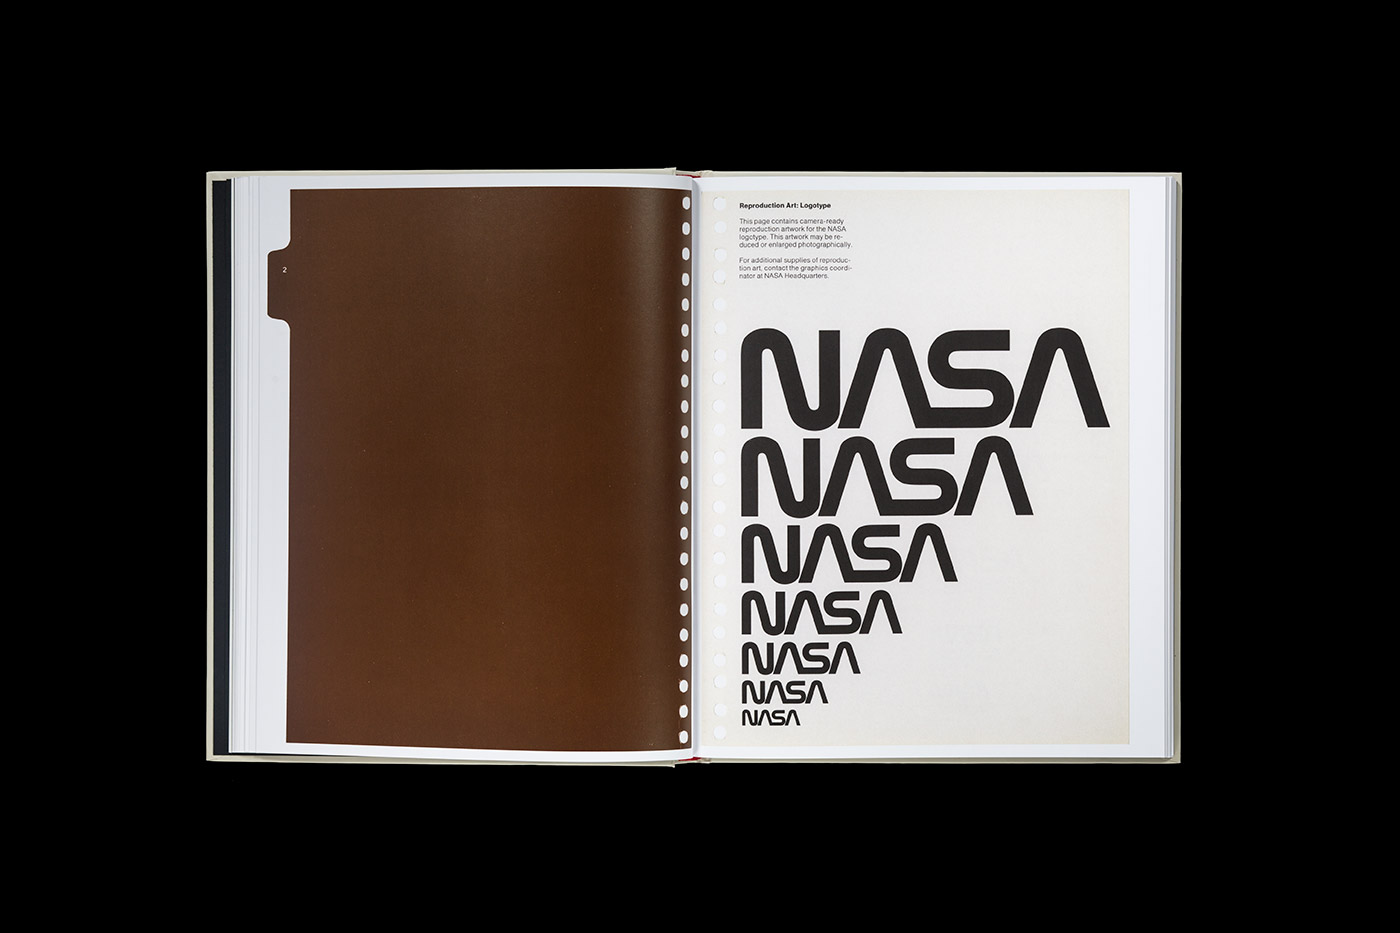 2
Reproduction Art: Logotype
This page contains camera-ready
reproduction artwork for the NASA
logotype. This artwork may be re-
duced or enlarged photographically.
For additional supplies of reproduc-
tion art, contact the graphics coordi-
nator at NASA Headquarters.
NASA
NASA
NASA
NASA
NASA
NASA
NASA